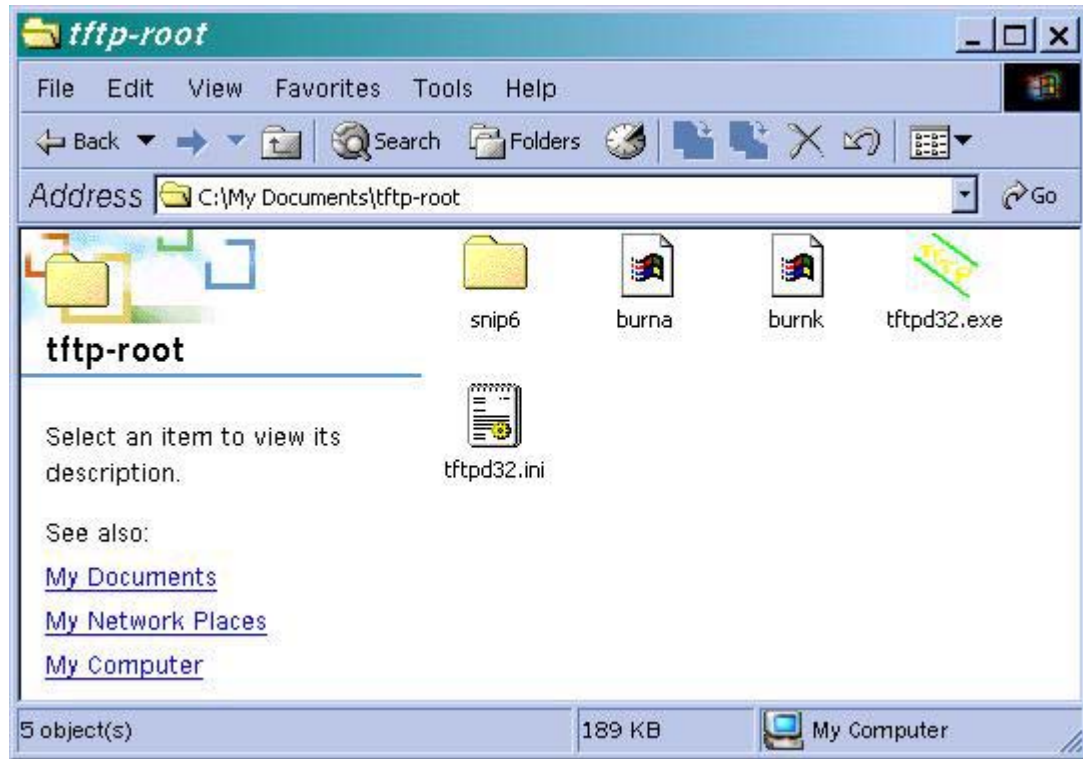 tftp-root
File Edit View Favorites Tools Help
Back Search Folders
Address C:\My Documents\tftp-root Go
snip6 burna burnk tftpd32.exe
tftp-root
tftpd32.ini
Select an item to view its
description.
See also:
My Documents
My Network Places
My Computer
5 object(s) 189 KB My Computer